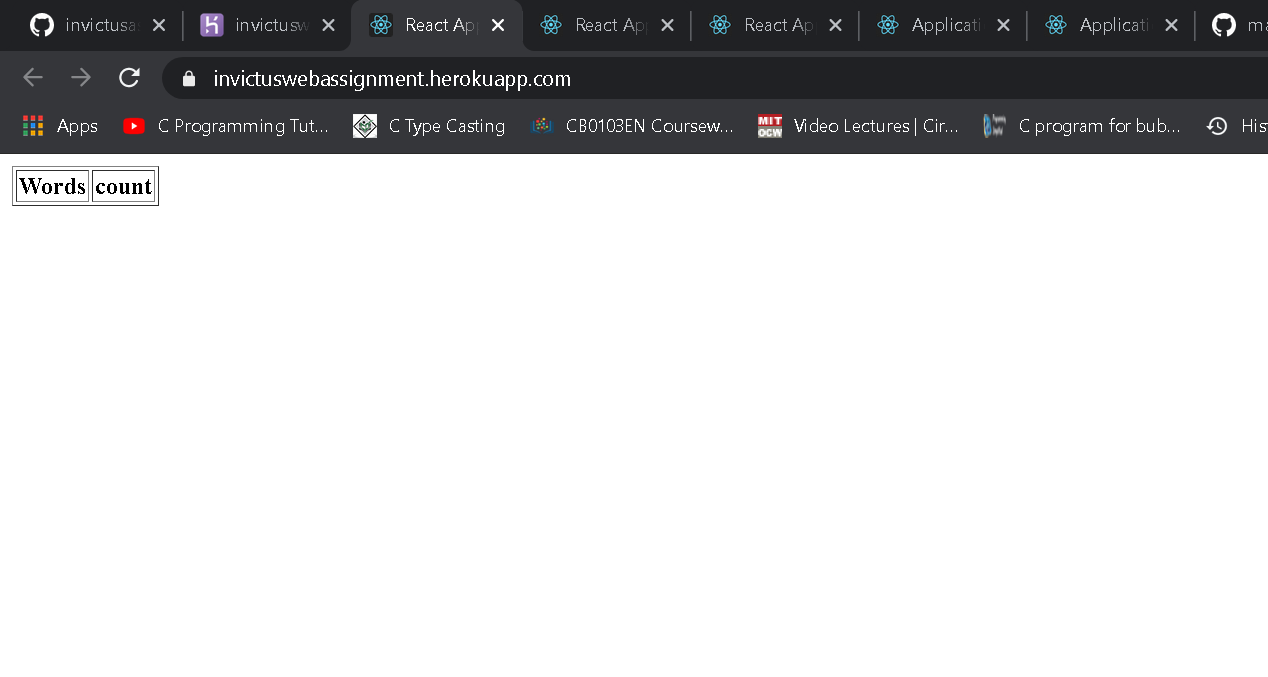 invictusa invictusw React Ap React Ap React Ap Applicati Applicati ma
invictuswebassignment.herokuapp.com
Apps C Programming Tut... C Type Casting CB0103EN Coursew... MIT OCW Video Lectures | Cir... C program for bub... His
Words count